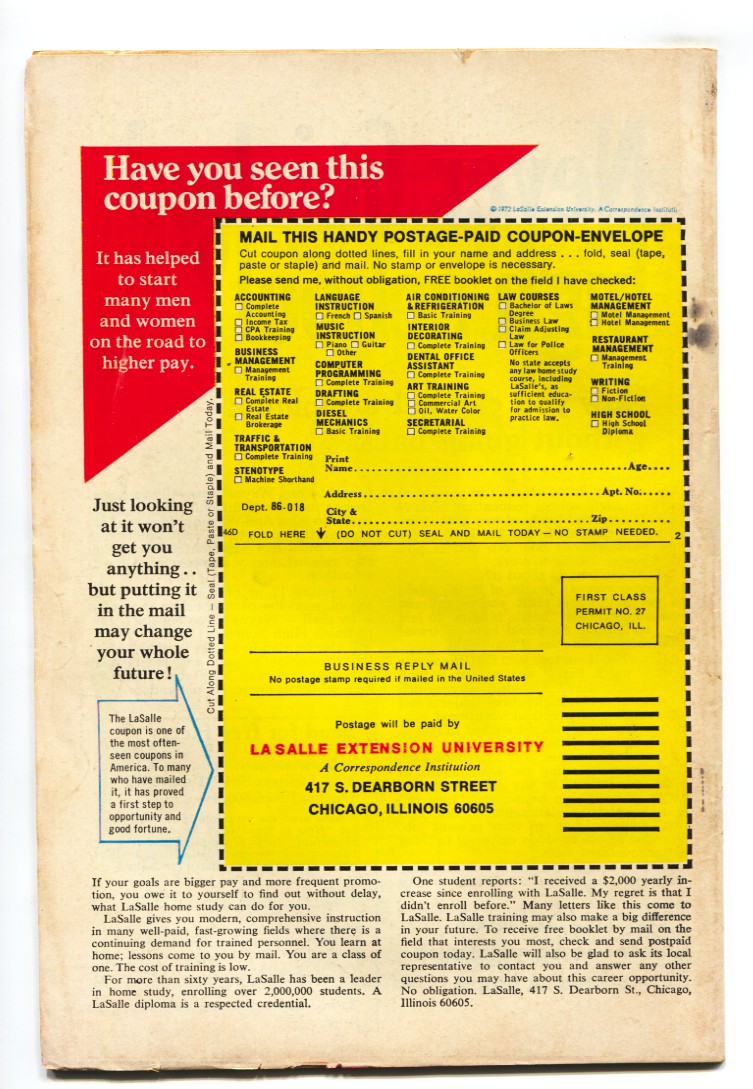 Have you seen this
coupon before?
© 1972 LaSalle Extension University, A Correspondence Instituti
It has helped
to start
many men
and women
on the road to
higher pay.
Just looking
at it won't
get you
anything . .
but putting it
in the mail
may change
your whole
future!
The LaSalle
coupon is one of
the most often-
seen coupons in
America. To many
who have mailed
it, it has proved
a first step to
opportunity and
good fortune.
Cut Along Dotted Line — Seal (Tape, Paste or Staple) and Mail Today.
MAIL THIS HANDY POSTAGE-PAID COUPON-ENVELOPE
Cut coupon along dotted lines, fill in your name and address . . . fold, seal (tape,
paste or staple) and mail. No stamp or envelope is necessary.
Please send me, without obligation, FREE booklet on the field I have checked:
ACCOUNTING
☐ Complete
Accounting
☐ Income Tax
☐ CPA Training
☐ Bookkeeping
BUSINESS
MANAGEMENT
☐ Management
Training
REAL ESTATE
☐ Complete Real
Estate
☐ Real Estate
Brokerage
TRAFFIC &
TRANSPORTATION
☐ Complete Training
STENOTYPE
☐ Machine Shorthand
LANGUAGE
INSTRUCTION
☐ French ☐ Spanish
MUSIC
INSTRUCTION
☐ Piano ☐ Guitar
☐ Other
COMPUTER
PROGRAMMING
☐ Complete Training
DRAFTING
☐ Complete Training
DIESEL
MECHANICS
☐ Basic Training
AIR CONDITIONING
& REFRIGERATION
☐ Basic Training
INTERIOR
DECORATING
☐ Complete Training
DENTAL OFFICE
ASSISTANT
☐ Complete Training
ART TRAINING
☐ Complete Training
☐ Commercial Art
☐ Oil, Water Color
SECRETARIAL
☐ Complete Training
LAW COURSES
☐ Bachelor of Laws
Degree
☐ Business Law
☐ Claim Adjusting
Law
☐ Law for Police
Officers
No state accepts
any law home study
course, including
LaSalle's, as
sufficient educa-
tion to qualify
for admission to
practice law.
MOTEL/HOTEL
MANAGEMENT
☐ Motel Management
☐ Hotel Management
RESTAURANT
MANAGEMENT
☐ Management
Training
WRITING
☐ Fiction
☐ Non-Fiction
HIGH SCHOOL
☐ High School
Diploma
Print
Name..................................................Age....
Address............................................Apt. No......
Dept. 86-018
City &
State................................................Zip..........
46D FOLD HERE ↓ (DO NOT CUT) SEAL AND MAIL TODAY — NO STAMP NEEDED. 2
FIRST CLASS
PERMIT NO. 27
CHICAGO, ILL.
BUSINESS REPLY MAIL
No postage stamp required if mailed in the United States
Postage will be paid by
LA SALLE EXTENSION UNIVERSITY
A Correspondence Institution
417 S. DEARBORN STREET
CHICAGO, ILLINOIS 60605
If your goals are bigger pay and more frequent promo-
tion, you owe it to yourself to find out without delay,
what LaSalle home study can do for you.
LaSalle gives you modern, comprehensive instruction
in many well-paid, fast-growing fields where there is a
continuing demand for trained personnel. You learn at
home; lessons come to you by mail. You are a class of
one. The cost of training is low.
For more than sixty years, LaSalle has been a leader
in home study, enrolling over 2,000,000 students. A
LaSalle diploma is a respected credential.
One student reports: "I received a $2,000 yearly in-
crease since enrolling with LaSalle. My regret is that I
didn't enroll before." Many letters like this come to
LaSalle. LaSalle training may also make a big difference
in your future. To receive free booklet by mail on the
field that interests you most, check and send postpaid
coupon today. LaSalle will also be glad to ask its local
representative to contact you and answer any other
questions you may have about this career opportunity.
No obligation. LaSalle, 417 S. Dearborn St., Chicago,
Illinois 60605.